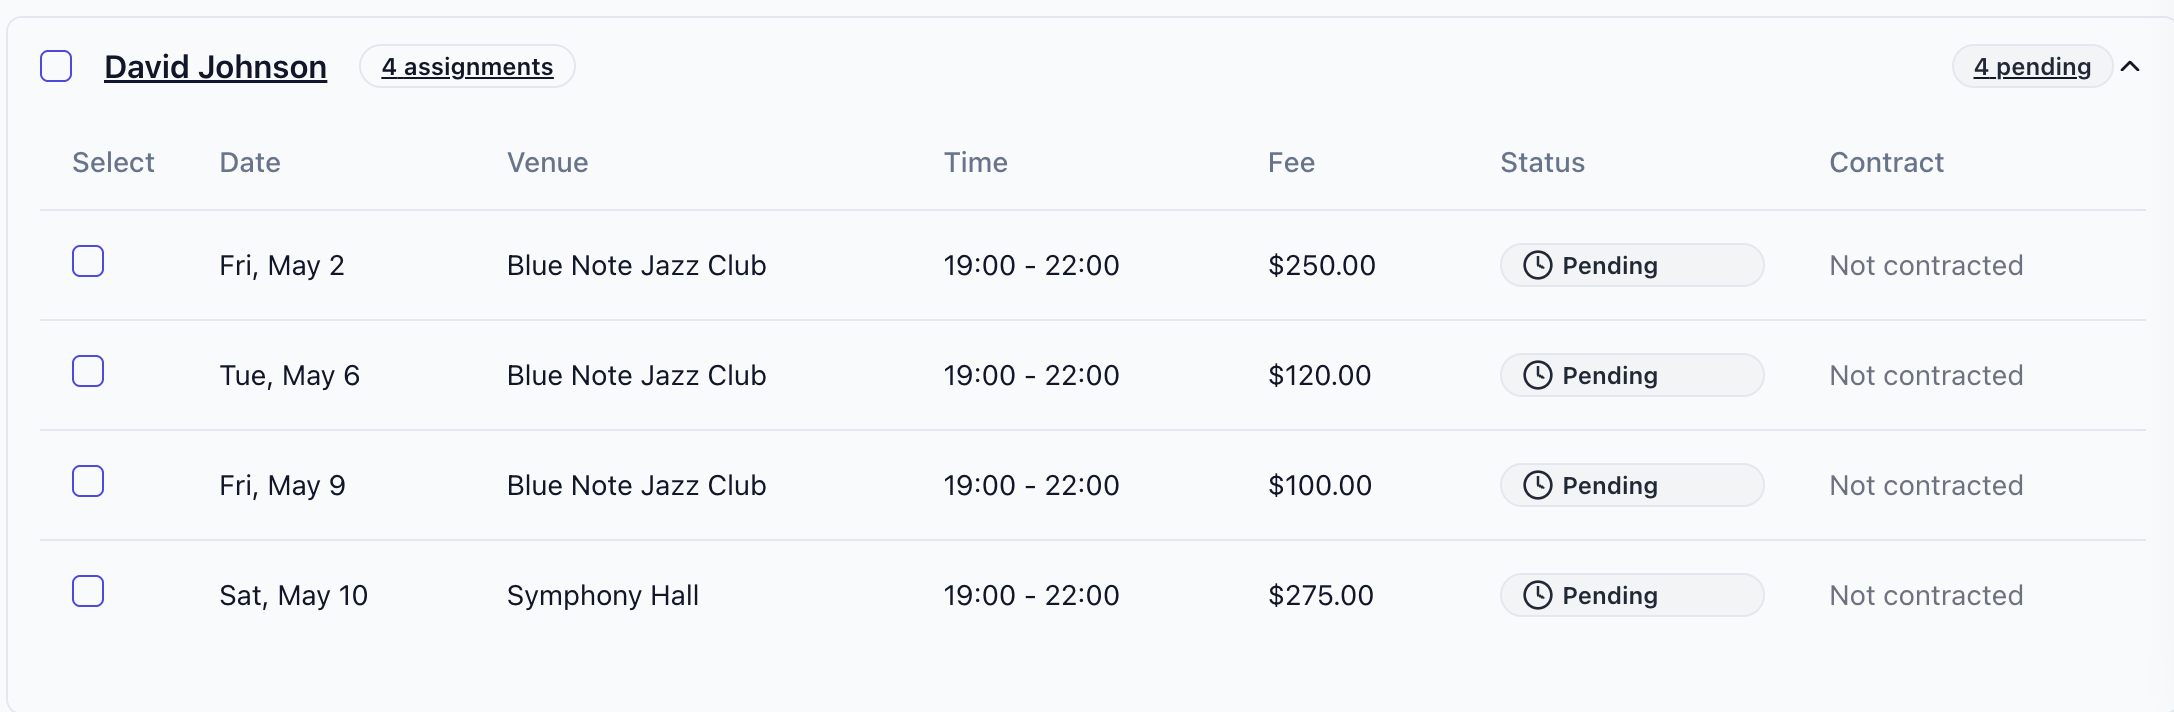 David Johnson 4 assignments 4 pending
Select Date Venue Time Fee Status Contract
Fri, May 2 Blue Note Jazz Club 19:00 - 22:00 $250.00 Pending Not contracted
Tue, May 6 Blue Note Jazz Club 19:00 - 22:00 $120.00 Pending Not contracted
Fri, May 9 Blue Note Jazz Club 19:00 - 22:00 $100.00 Pending Not contracted
Sat, May 10 Symphony Hall 19:00 - 22:00 $275.00 Pending Not contracted